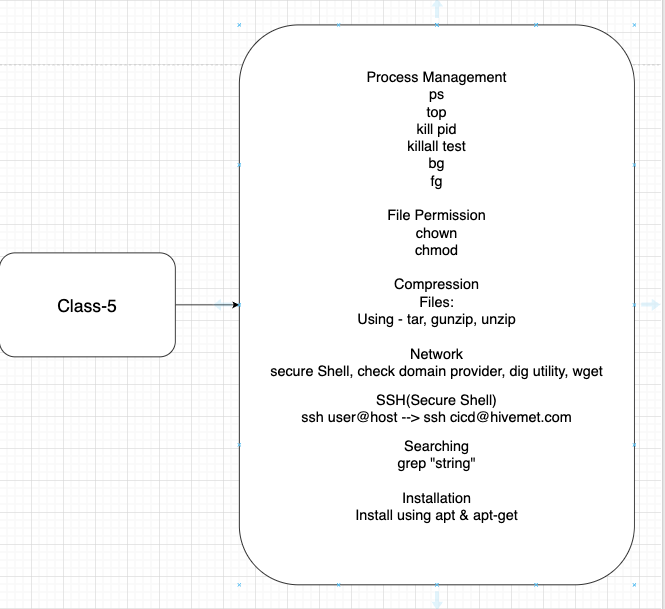 Class-5
Process Management
ps
top
kill pid
killall test
bg
fg
File Permission
chown
chmod
Compression
Files:
Using - tar, gunzip, unzip
Network
secure Shell, check domain provider, dig utility, wget
SSH(Secure Shell)
ssh user@host --> ssh cicd@hivemet.com
Searching
grep "string"
Installation
Install using apt & apt-get